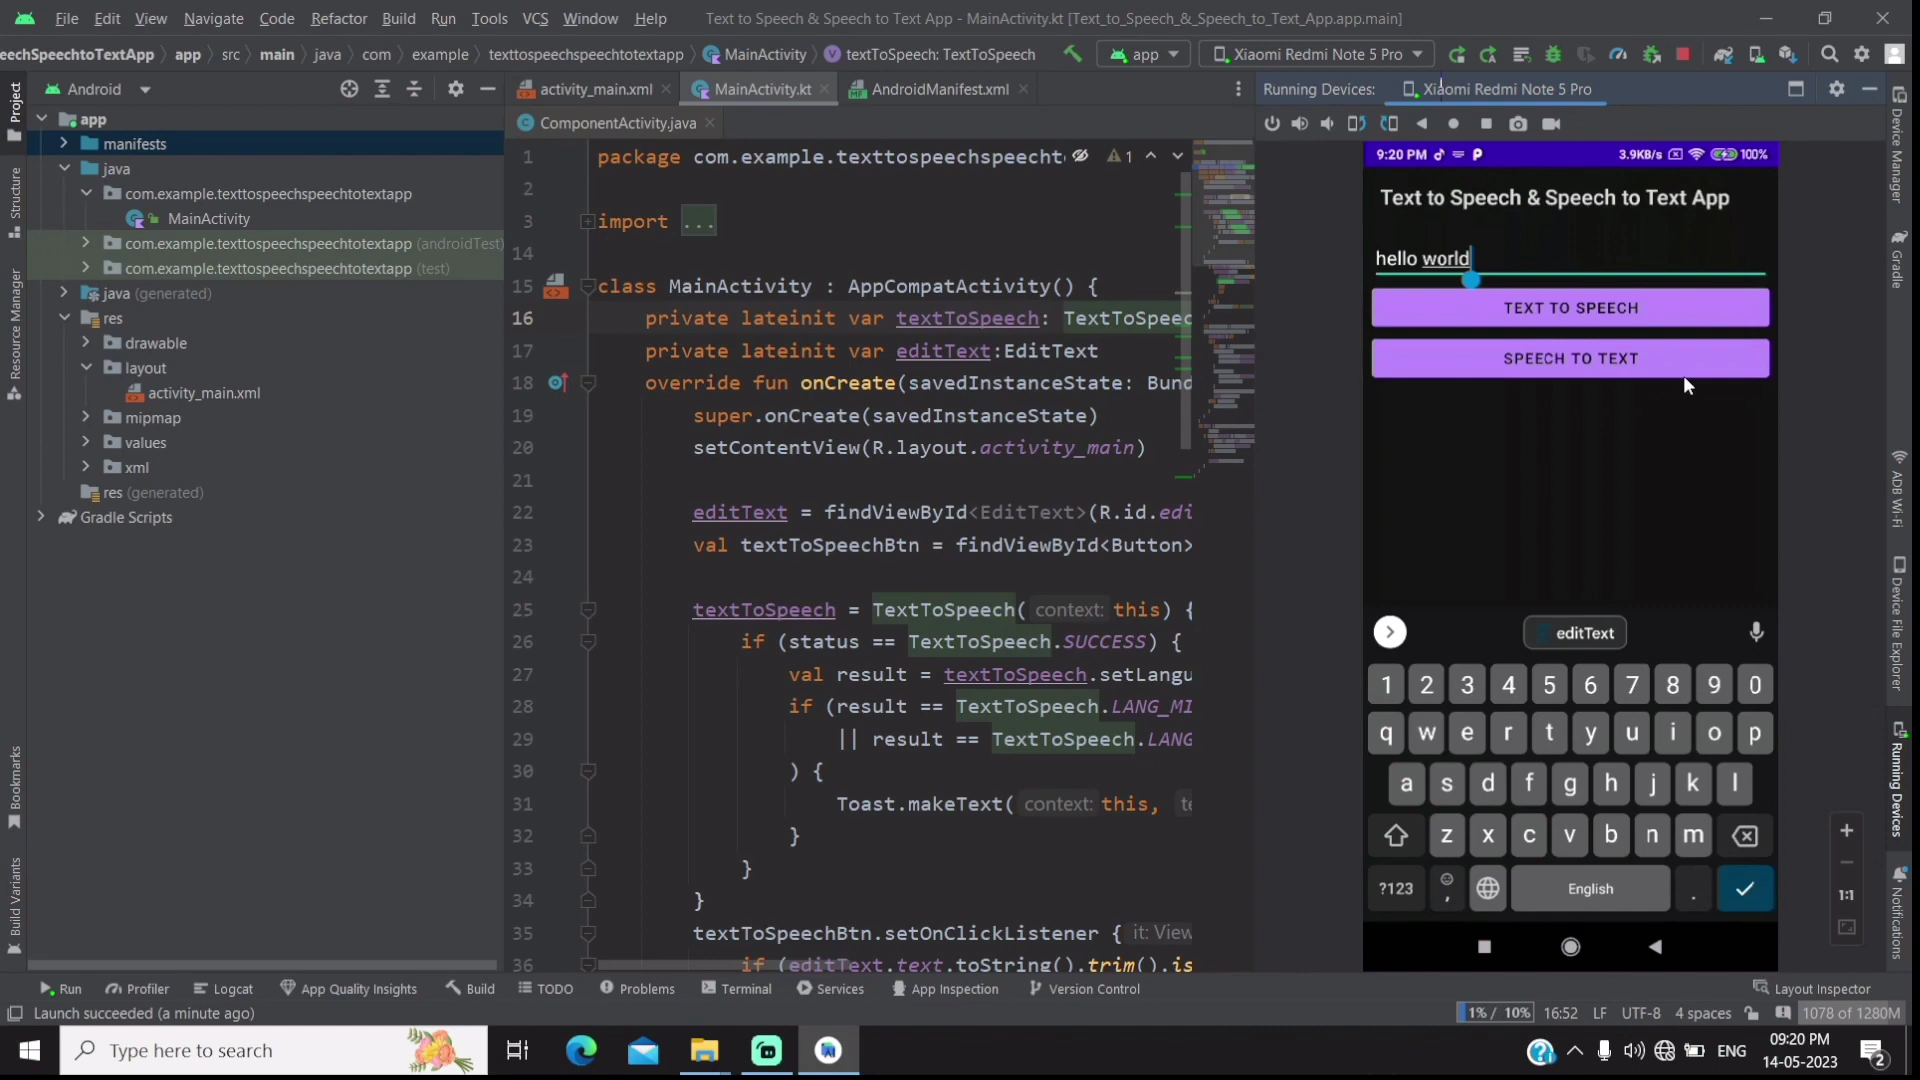 File Edit View Navigate Code Refactor Build Run Tools VCS Window Help Text to Speech & Speech to Text App - MainActivity.kt [Text_to_Speech_&_Speech_to_Text_App.app.main]
eechSpeechtoTextApp app src main java com example texttospeechspeechtotextapp MainActivity textToSpeech: TextToSpeech app Xiaomi Redmi Note 5 Pro
Android activity_main.xml MainActivity.kt AndroidManifest.xml Running Devices: Xiaomi Redmi Note 5 Pro
ComponentActivity.java
app
manifests
java
com.example.texttospeechspeechtotextapp
MainActivity
com.example.texttospeechspeechtotextapp (androidTest)
com.example.texttospeechspeechtotextapp (test)
java (generated)
res
drawable
layout
activity_main.xml
mipmap
values
xml
res (generated)
Gradle Scripts
Project
Structure
Resource Manager
Bookmarks
Build Variants
1 package com.example.texttospeechspeecht 1
2
3 import ...
14
15 class MainActivity : AppCompatActivity() {
16 private lateinit var textToSpeech: TextToSpeec
17 private lateinit var editText:EditText
18 override fun onCreate(savedInstanceState: Bund
19 super.onCreate(savedInstanceState)
20 setContentView(R.layout.activity_main)
21
22 editText = findViewById<EditText>(R.id.edi
23 val textToSpeechBtn = findViewById<Button>
24
25 textToSpeech = TextToSpeech( context: this) {
26 if (status == TextToSpeech.SUCCESS) {
27 val result = textToSpeech.setLangu
28 if (result == TextToSpeech.LANG_MI
29 || result == TextToSpeech.LANG
30 ) {
31 Toast.makeText( context: this, te
32 }
33 }
34 }
35 textToSpeechBtn.setOnClickListener { it: View
36 if (editText.text.toString().trim().is
9:20 PM 3.9KB/s 100%
Text to Speech & Speech to Text App
hello world
TEXT TO SPEECH
SPEECH TO TEXT
editText
1 2 3 4 5 6 7 8 9 0
q w e r t y u i o p
a s d f g h j k l
z x c v b n m
?123 , English .
Device Manager
Gradle
ADB Wi-Fi
Device File Explorer
Running Devices
Notifications
1:1
Run Profiler Logcat App Quality Insights Build TODO Problems Terminal Services App Inspection Version Control Layout Inspector
Launch succeeded (a minute ago) 1% / 10% 16:52 LF UTF-8 4 spaces 1078 of 1280M
Type here to search ENG 09:20 PM
14-05-2023 2